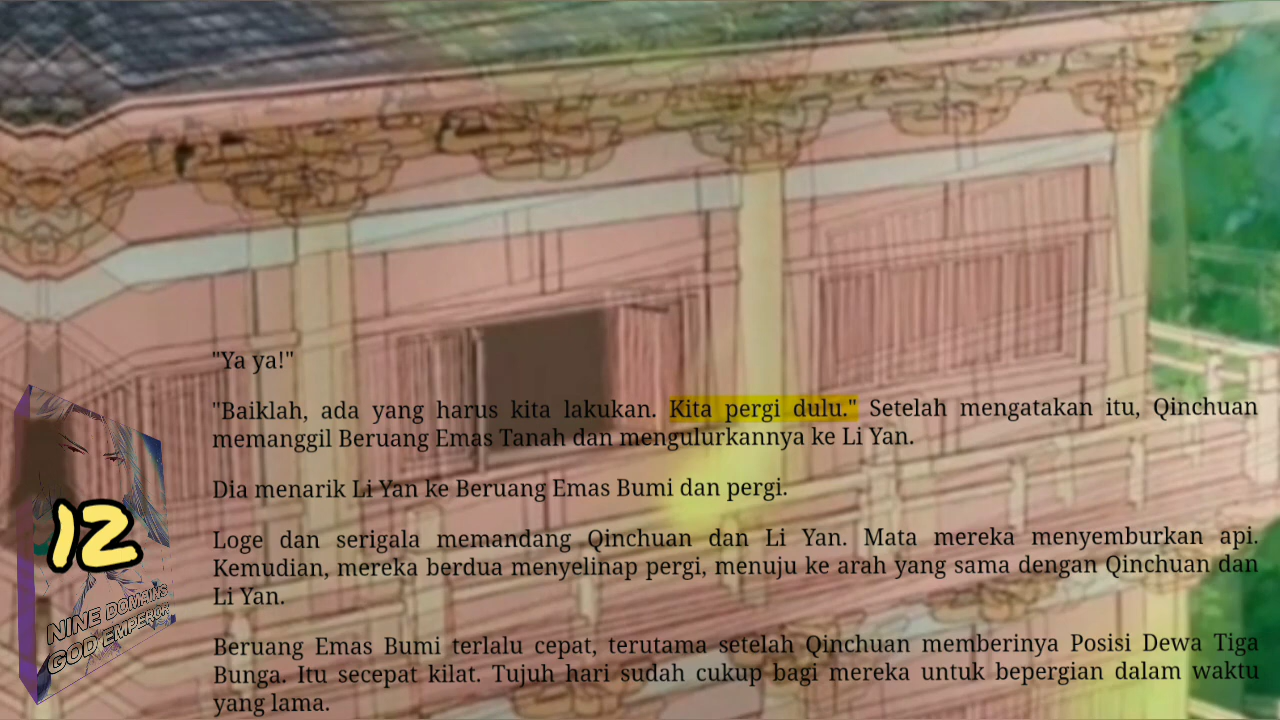 "Ya ya!"
"Baiklah, ada yang harus kita lakukan. Kita pergi dulu." Setelah mengatakan itu, Qinchuan
memanggil Beruang Emas Tanah dan mengulurkannya ke Li Yan.
Dia menarik Li Yan ke Beruang Emas Bumi dan pergi.
Loge dan serigala memandang Qinchuan dan Li Yan. Mata mereka menyemburkan api.
Kemudian, mereka berdua menyelinap pergi, menuju ke arah yang sama dengan Qinchuan dan
Li Yan.
Beruang Emas Bumi terlalu cepat, terutama setelah Qinchuan memberinya Posisi Dewa Tiga
Bunga. Itu secepat kilat. Tujuh hari sudah cukup bagi mereka untuk bepergian dalam waktu
yang lama.
12
NINE DOMAINS
GOD EMPEROR